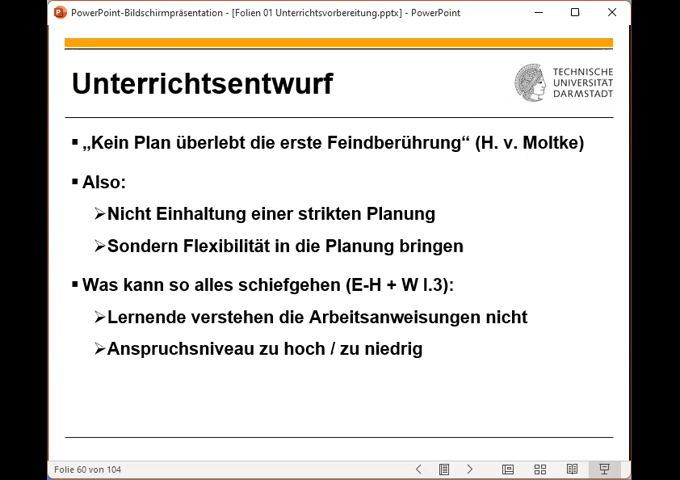 PowerPoint-Bildschirmpräsentation - [Folien 01 Unterrichtsvorbereitung.pptx] - PowerPoint
Unterrichtsentwurf
TECHNISCHE
UNIVERSITÄT
DARMSTADT
„Kein Plan überlebt die erste Feindberührung“ (H. v. Moltke)
Also:
Nicht Einhaltung einer strikten Planung
Sondern Flexibilität in die Planung bringen
Was kann so alles schiefgehen (E-H + W I.3):
Lernende verstehen die Arbeitsanweisungen nicht
Anspruchsniveau zu hoch / zu niedrig
Folie 60 von 104